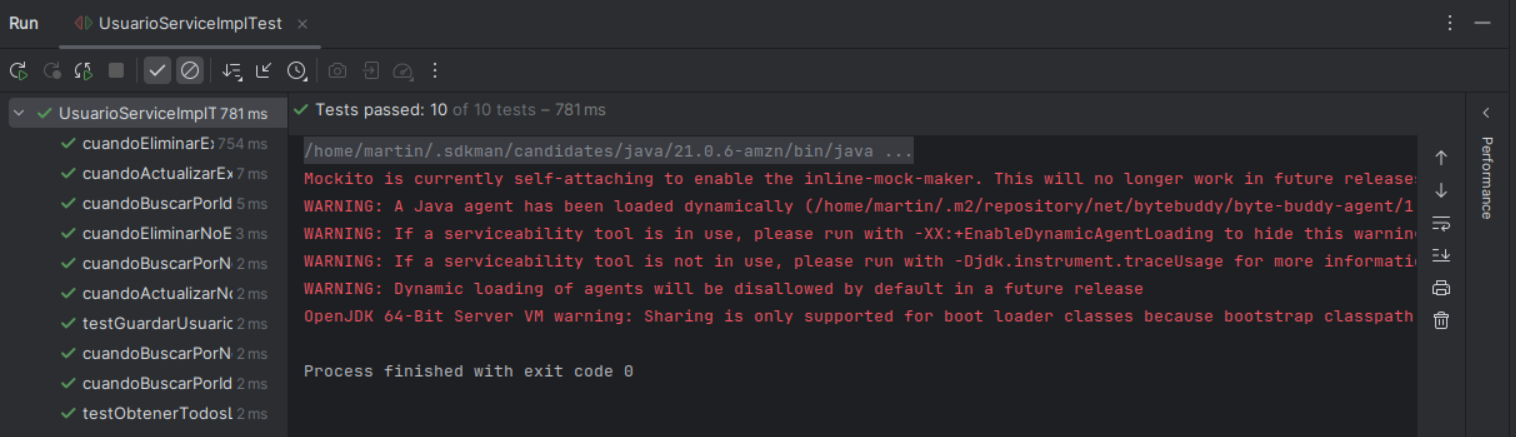 Run UsuarioServiceImplTest
UsuarioServiceImplT 781 ms
cuandoEliminarEx 754 ms
cuandoActualizarEx 7 ms
cuandoBuscarPorId 5 ms
cuandoEliminarNoE 3 ms
cuandoBuscarPorN 2 ms
cuandoActualizarNo 2 ms
testGuardarUsuario 2 ms
cuandoBuscarPorN 2 ms
cuandoBuscarPorId 2 ms
testObtenerTodosL 2 ms
Tests passed: 10 of 10 tests – 781 ms
/home/martin/.sdkman/candidates/java/21.0.6-amzn/bin/java ...
Mockito is currently self-attaching to enable the inline-mock-maker. This will no longer work in future releases
WARNING: A Java agent has been loaded dynamically (/home/martin/.m2/repository/net/bytebuddy/byte-buddy-agent/1
WARNING: If a serviceability tool is in use, please run with -XX:+EnableDynamicAgentLoading to hide this warnin
WARNING: If a serviceability tool is not in use, please run with -Djdk.instrument.traceUsage for more informati
WARNING: Dynamic loading of agents will be disallowed by default in a future release
OpenJDK 64-Bit Server VM warning: Sharing is only supported for boot loader classes because bootstrap classpath
Process finished with exit code 0
Performance